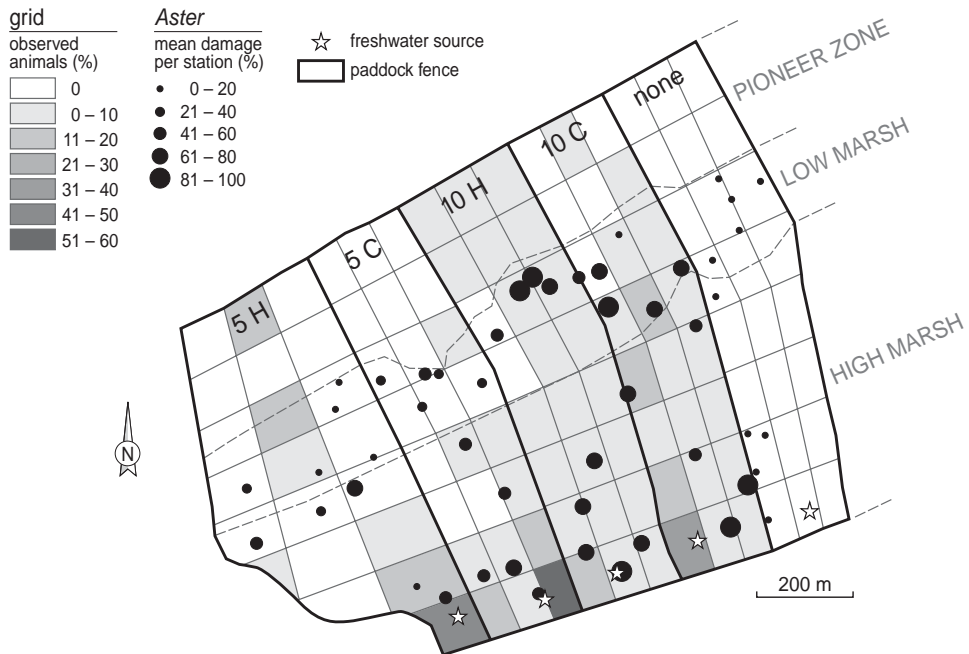 grid
observed
animals (%)
0
0 – 10
11 – 20
21 – 30
31 – 40
41 – 50
51 – 60
Aster
mean damage
per station (%)
0 – 20
21 – 40
41 – 60
61 – 80
81 – 100
freshwater source
paddock fence
none
10 C
10 H
5 C
5 H
PIONEER ZONE
LOW MARSH
HIGH MARSH
N
200 m